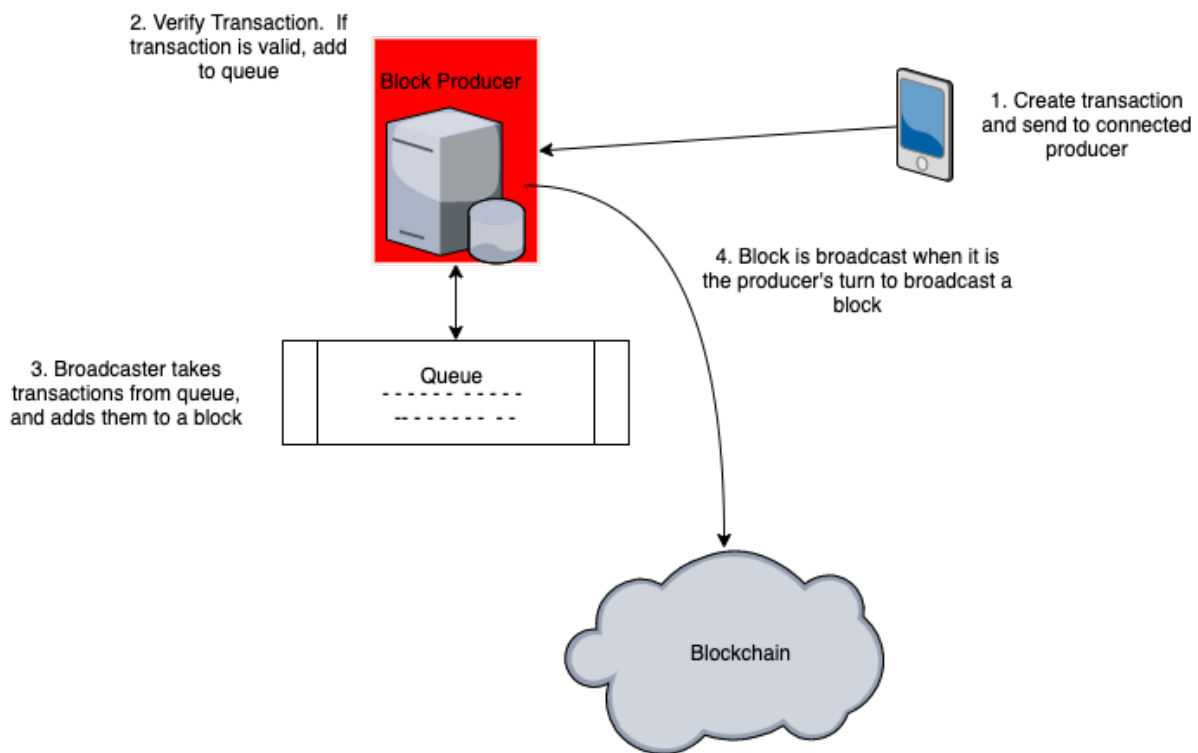 2. Verify Transaction.  If
transaction is valid, add
to queue
Block Producer
1. Create transaction
and send to connected
producer
4. Block is broadcast when it is
the producer's turn to broadcast a
block
3. Broadcaster takes
transactions from queue,
and adds them to a block
Queue
Blockchain